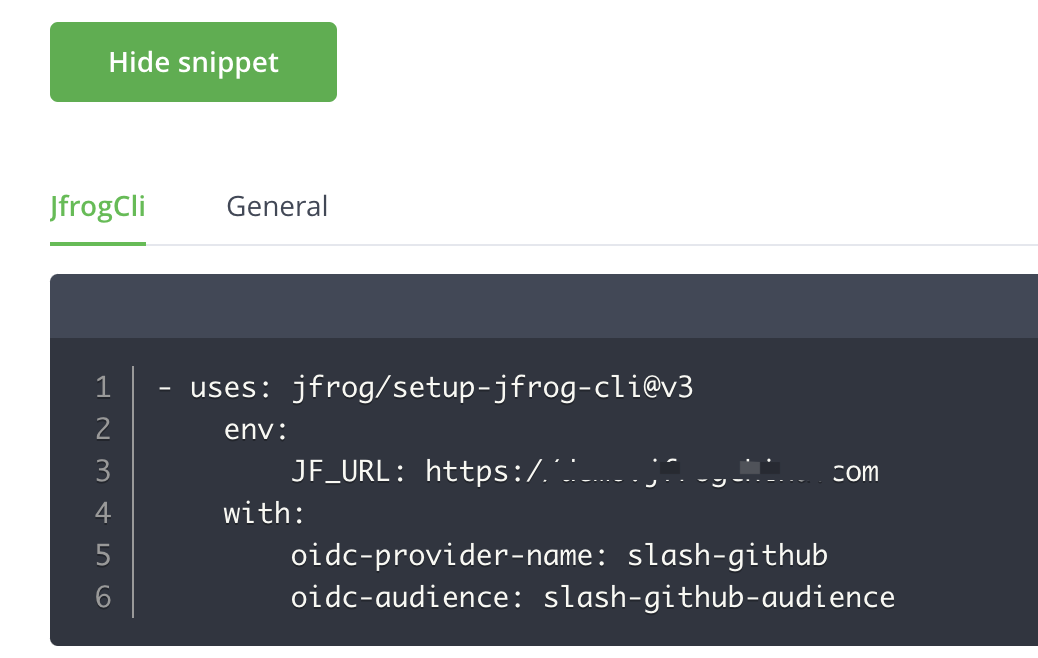 Hide snippet
JfrogCli General
1 - uses: jfrog/setup-jfrog-cli@v3
2 env:
3 JF_URL: https:// com
4 with:
5 oidc-provider-name: slash-github
6 oidc-audience: slash-github-audience